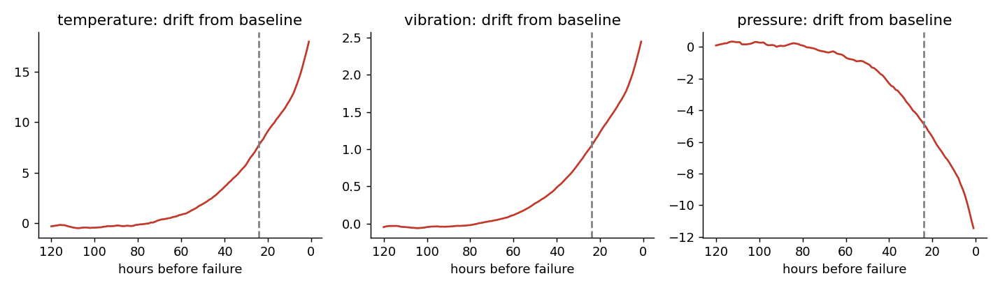 temperature: drift from baseline
15
10
5
0
120 100 80 60 40 20 0
hours before failure
vibration: drift from baseline
2.5
2.0
1.5
1.0
0.5
0.0
120 100 80 60 40 20 0
hours before failure
pressure: drift from baseline
0
−2
−4
−6
−8
−10
−12
120 100 80 60 40 20 0
hours before failure